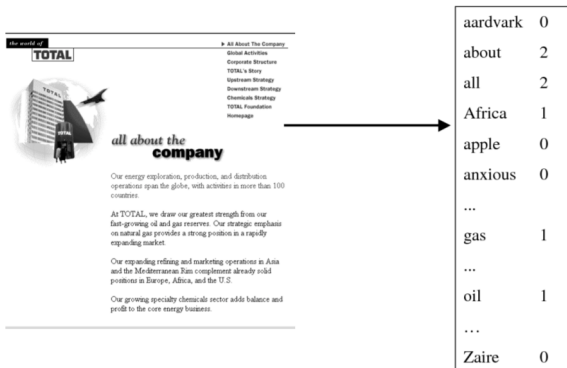 the world of
TOTAL
All About The Company
Global Activities
Corporate Structure
TOTAL's Story
Upstream Strategy
Downstream Strategy
Chemicals Strategy
TOTAL Foundation
Homepage
TOTAL
TOTAL
all about the
company
Our energy exploration, production, and distribution
operations span the globe, with activities in more than 100
countries.
At TOTAL, we draw our greatest strength from our
fast-growing oil and gas reserves. Our strategic emphasis
on natural gas provides a strong position in a rapidly
expanding market.
Our expanding refining and marketing operations in Asia
and the Mediterranean Rim complement already solid
positions in Europe, Africa, and the U.S.
Our growing specialty chemicals sector adds balance and
profit to the core energy business.
aardvark 0
about 2
all 2
Africa 1
apple 0
anxious 0
...
gas 1
...
oil 1
...
Zaire 0